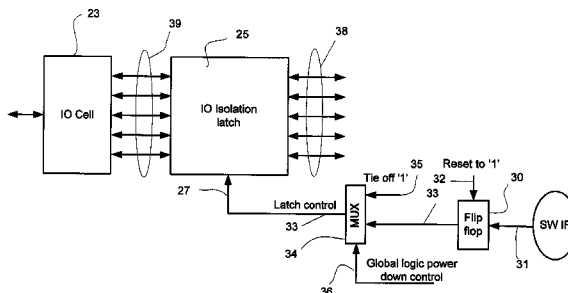 23
39
25
38
IO Cell
IO Isolation
latch
27
Latch control
33
34
MUX
Tie off '1'
35
Reset to '1'
32
33
30
Flip
flop
SW IF
31
Global logic power
down control
36